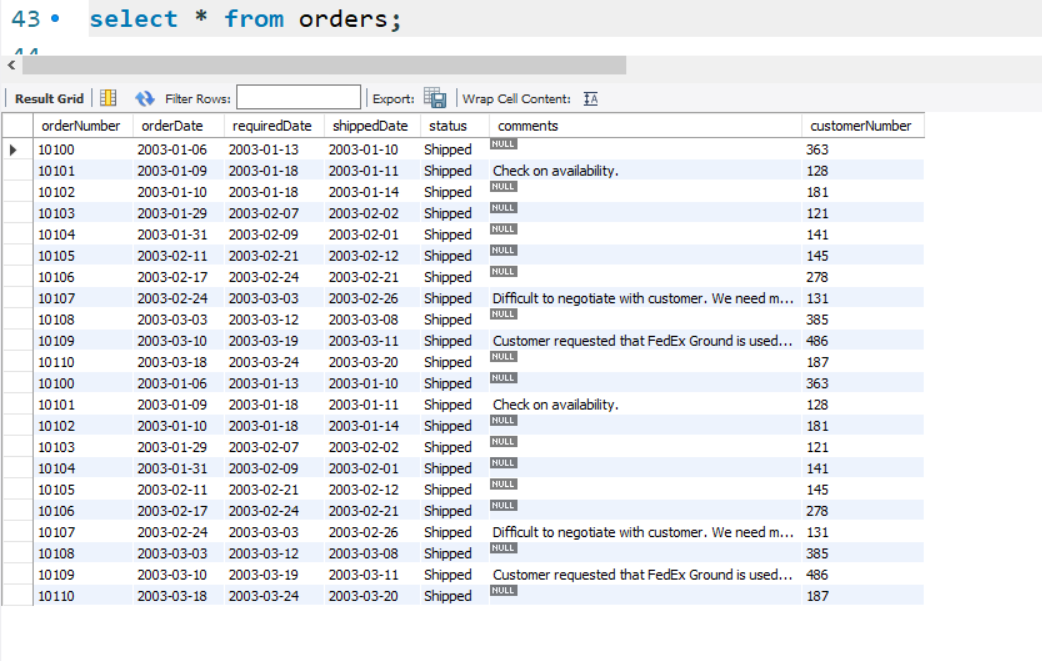 43 select * from orders;
Result Grid Filter Rows: Export: Wrap Cell Content: IA
orderNumber orderDate requiredDate shippedDate status comments customerNumber
10100 2003-01-06 2003-01-13 2003-01-10 Shipped NULL 363
10101 2003-01-09 2003-01-18 2003-01-11 Shipped Check on availability. 128
10102 2003-01-10 2003-01-18 2003-01-14 Shipped NULL 181
10103 2003-01-29 2003-02-07 2003-02-02 Shipped NULL 121
10104 2003-01-31 2003-02-09 2003-02-01 Shipped NULL 141
10105 2003-02-11 2003-02-21 2003-02-12 Shipped NULL 145
10106 2003-02-17 2003-02-24 2003-02-21 Shipped NULL 278
10107 2003-02-24 2003-03-03 2003-02-26 Shipped Difficult to negotiate with customer. We need m... 131
10108 2003-03-03 2003-03-12 2003-03-08 Shipped NULL 385
10109 2003-03-10 2003-03-19 2003-03-11 Shipped Customer requested that FedEx Ground is used... 486
10110 2003-03-18 2003-03-24 2003-03-20 Shipped NULL 187
10100 2003-01-06 2003-01-13 2003-01-10 Shipped NULL 363
10101 2003-01-09 2003-01-18 2003-01-11 Shipped Check on availability. 128
10102 2003-01-10 2003-01-18 2003-01-14 Shipped NULL 181
10103 2003-01-29 2003-02-07 2003-02-02 Shipped NULL 121
10104 2003-01-31 2003-02-09 2003-02-01 Shipped NULL 141
10105 2003-02-11 2003-02-21 2003-02-12 Shipped NULL 145
10106 2003-02-17 2003-02-24 2003-02-21 Shipped NULL 278
10107 2003-02-24 2003-03-03 2003-02-26 Shipped Difficult to negotiate with customer. We need m... 131
10108 2003-03-03 2003-03-12 2003-03-08 Shipped NULL 385
10109 2003-03-10 2003-03-19 2003-03-11 Shipped Customer requested that FedEx Ground is used... 486
10110 2003-03-18 2003-03-24 2003-03-20 Shipped NULL 187